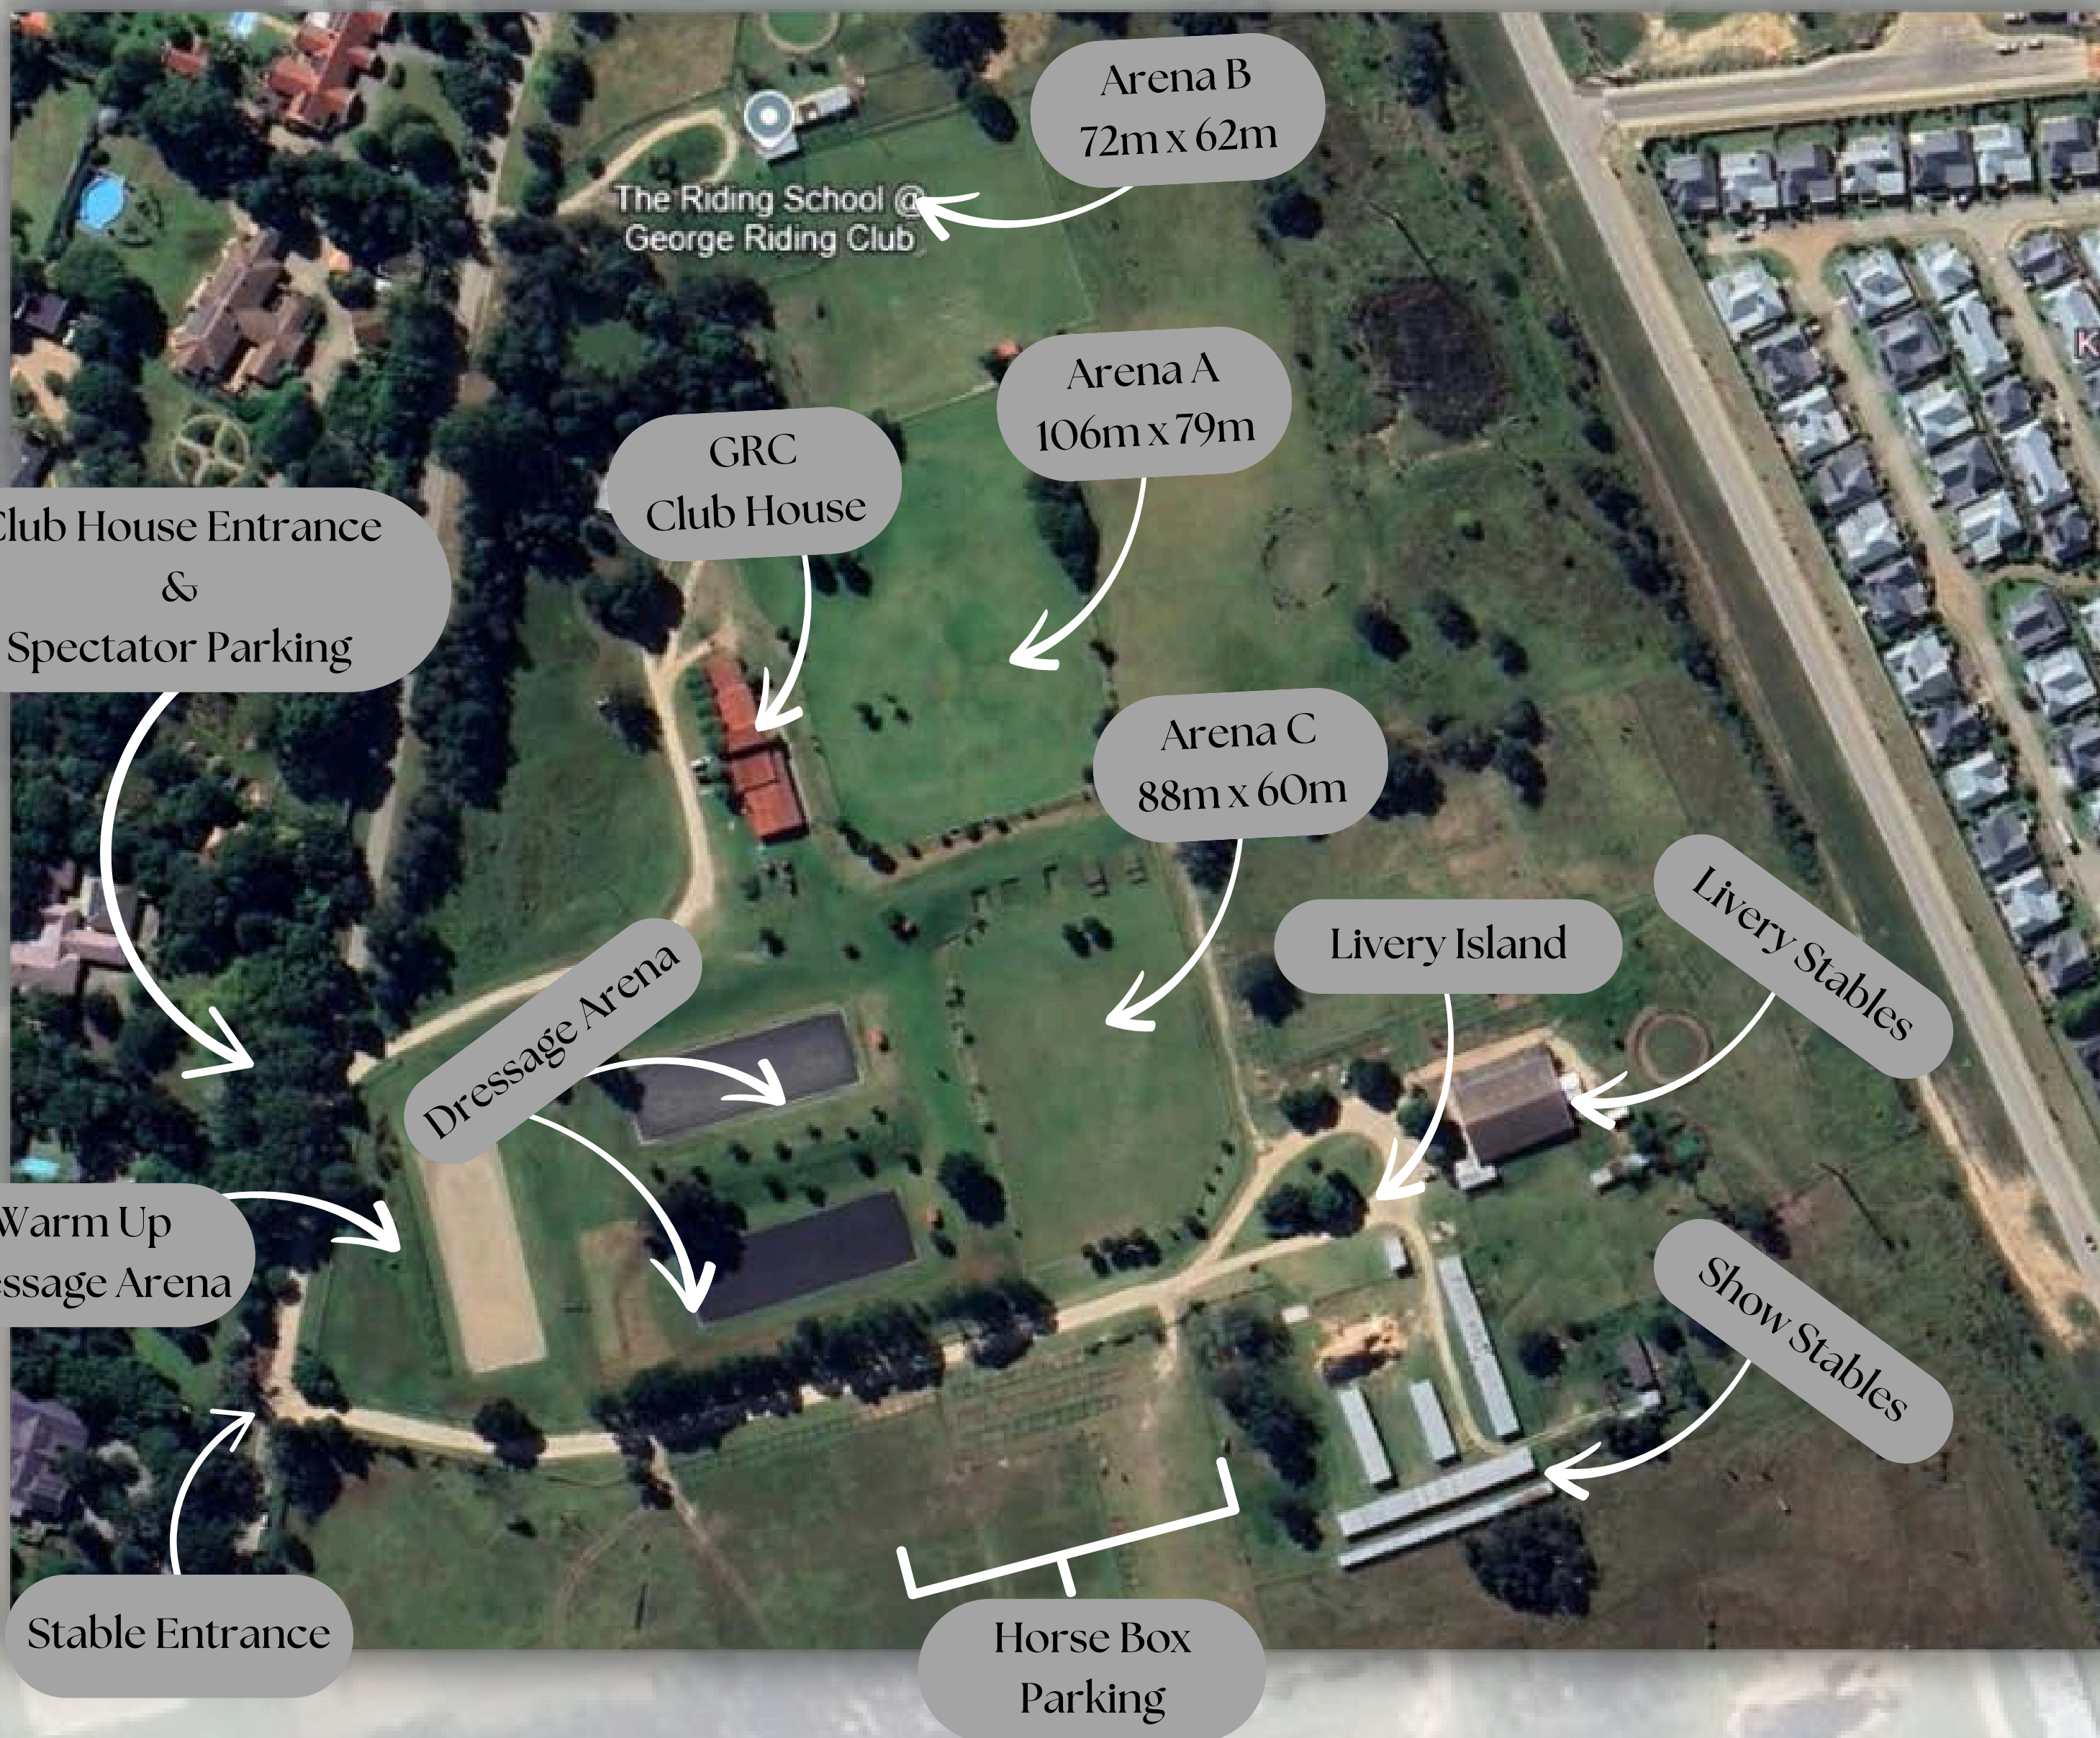 Arena B
72m x 62m
The Riding School @
George Riding Club
Arena A
106m x 79m
GRC
Club House
Club House Entrance
&
Spectator Parking
Arena C
88m x 60m
Livery Island
Livery Stables
Dressage Arena
Warm Up
essage Arena
Show Stables
Stable Entrance
Horse Box
Parking
K